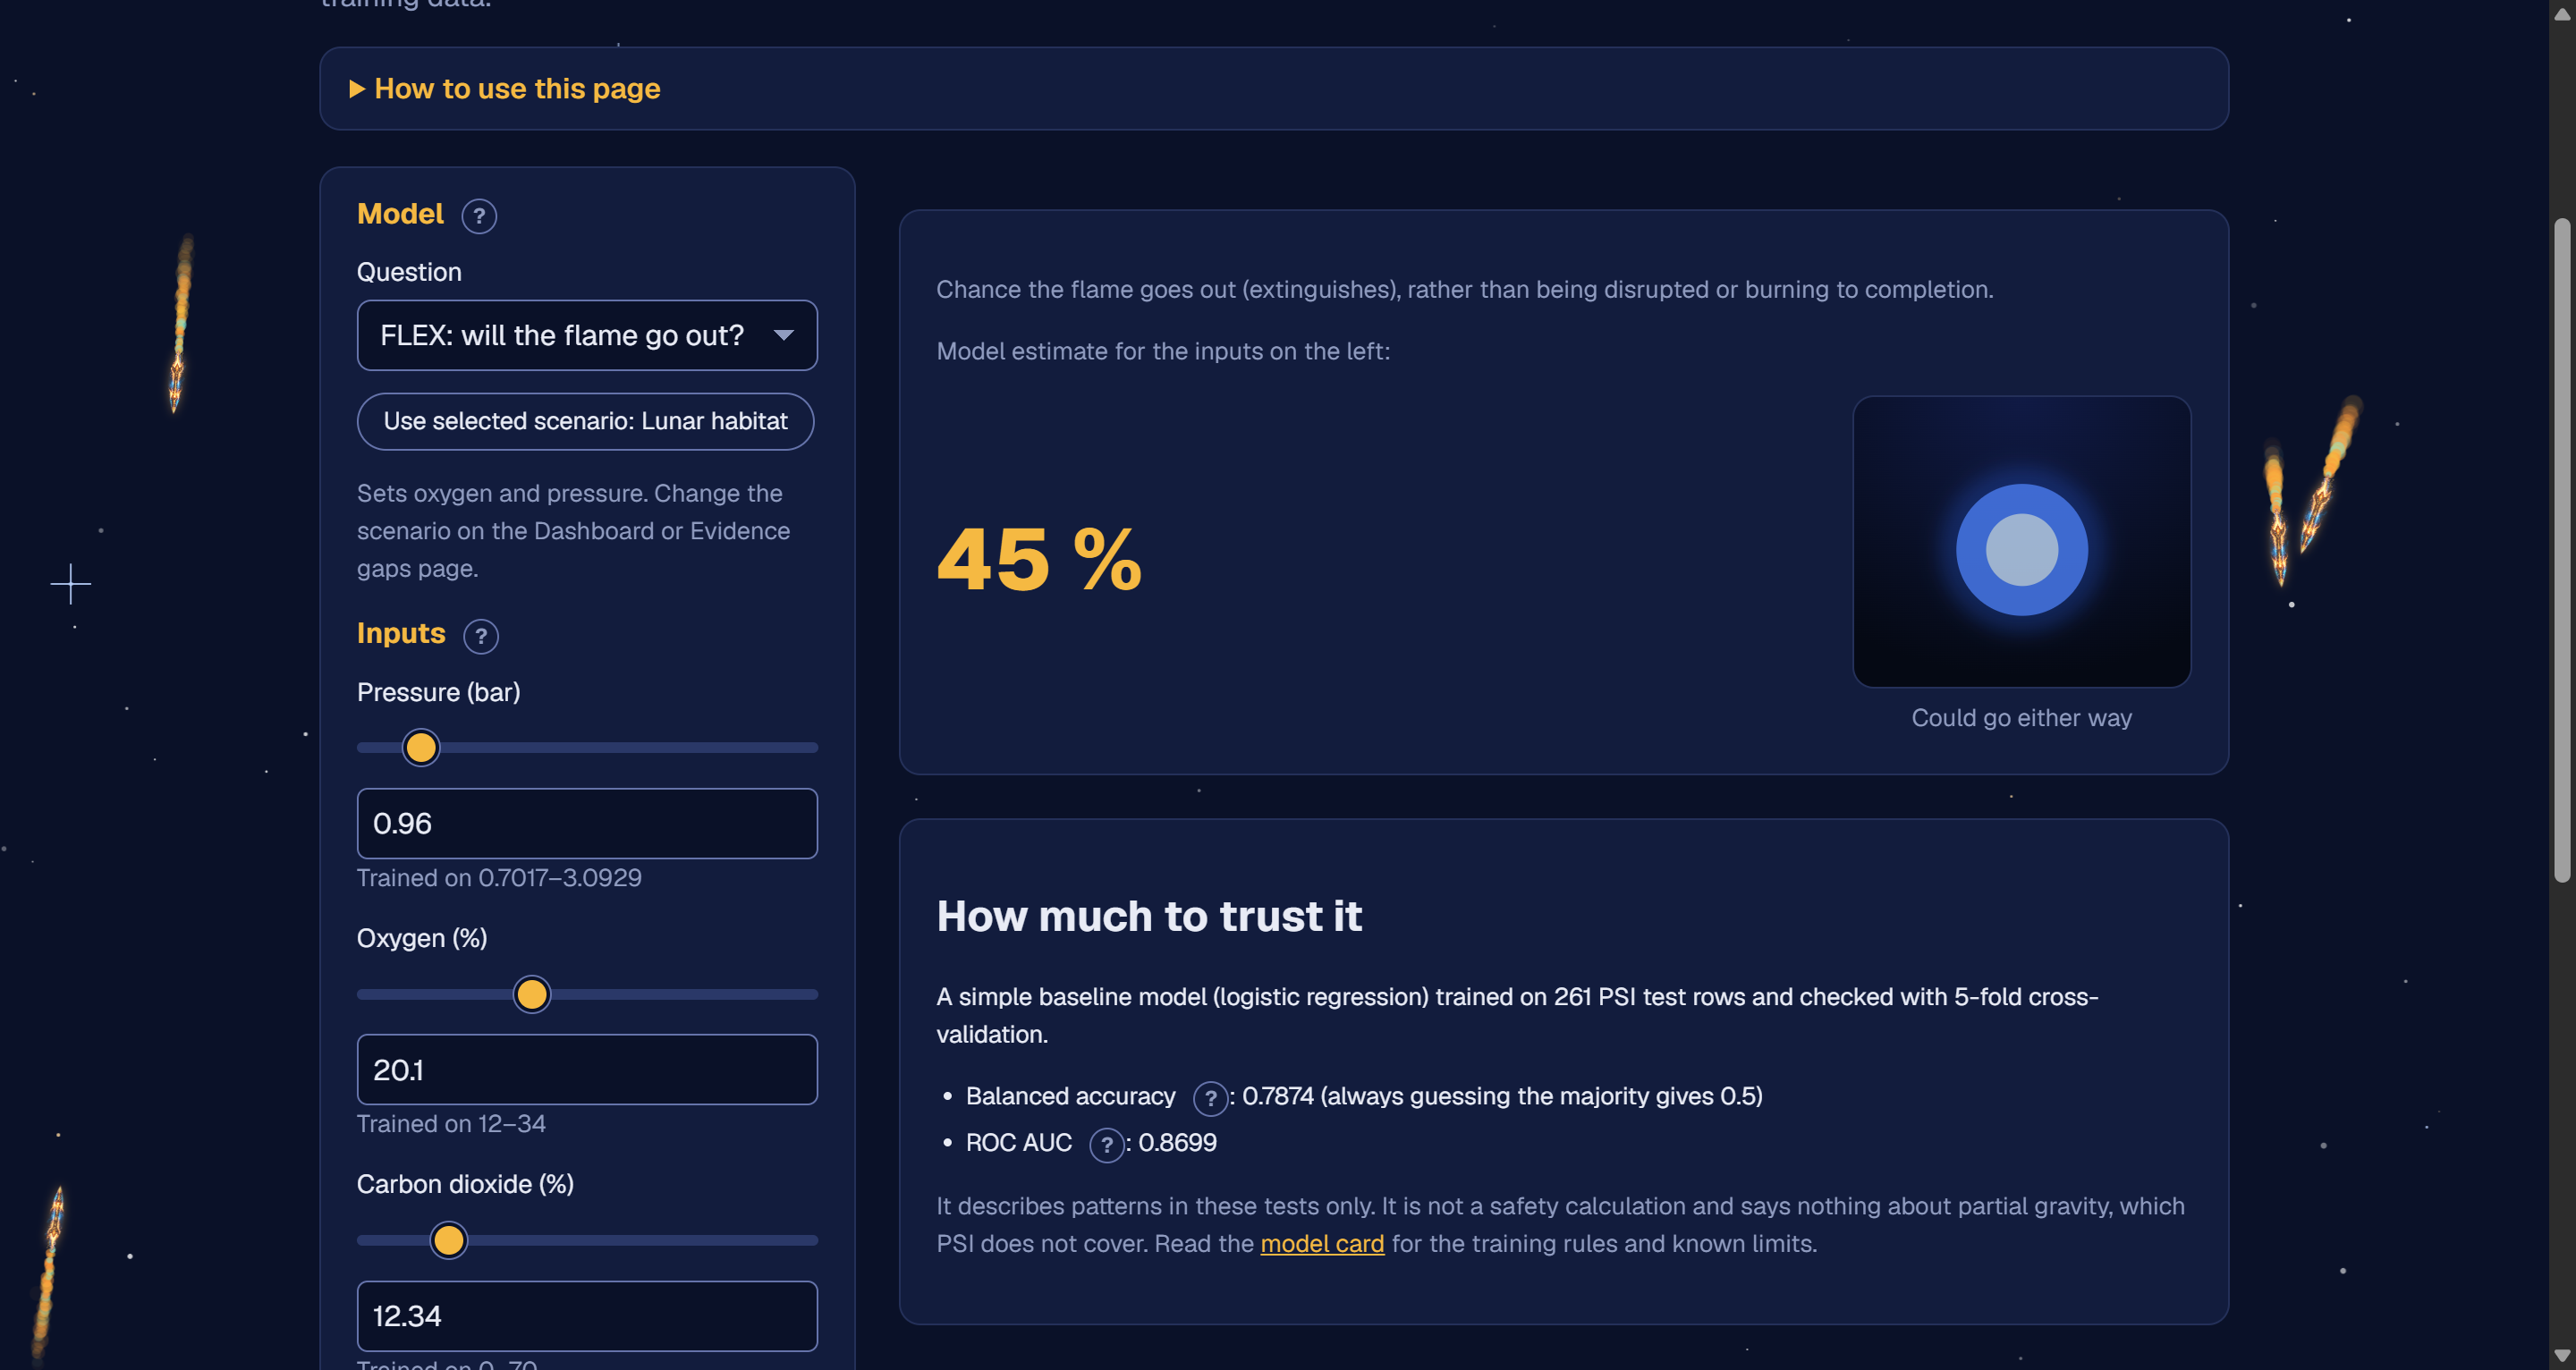 training data.
How to use this page
Model ?
Question
FLEX: will the flame go out?
Use selected scenario: Lunar habitat
Sets oxygen and pressure. Change the
scenario on the Dashboard or Evidence
gaps page.
Inputs ?
Pressure (bar)
0.96
Trained on 0.7017–3.0929
Oxygen (%)
20.1
Trained on 12–34
Carbon dioxide (%)
12.34
Trained on 0–70
Chance the flame goes out (extinguishes), rather than being disrupted or burning to completion.
Model estimate for the inputs on the left:
45 %
Could go either way
How much to trust it
A simple baseline model (logistic regression) trained on 261 PSI test rows and checked with 5-fold cross-
validation.
• Balanced accuracy ? : 0.7874 (always guessing the majority gives 0.5)
• ROC AUC ? : 0.8699
It describes patterns in these tests only. It is not a safety calculation and says nothing about partial gravity, which
PSI does not cover. Read the model card for the training rules and known limits.